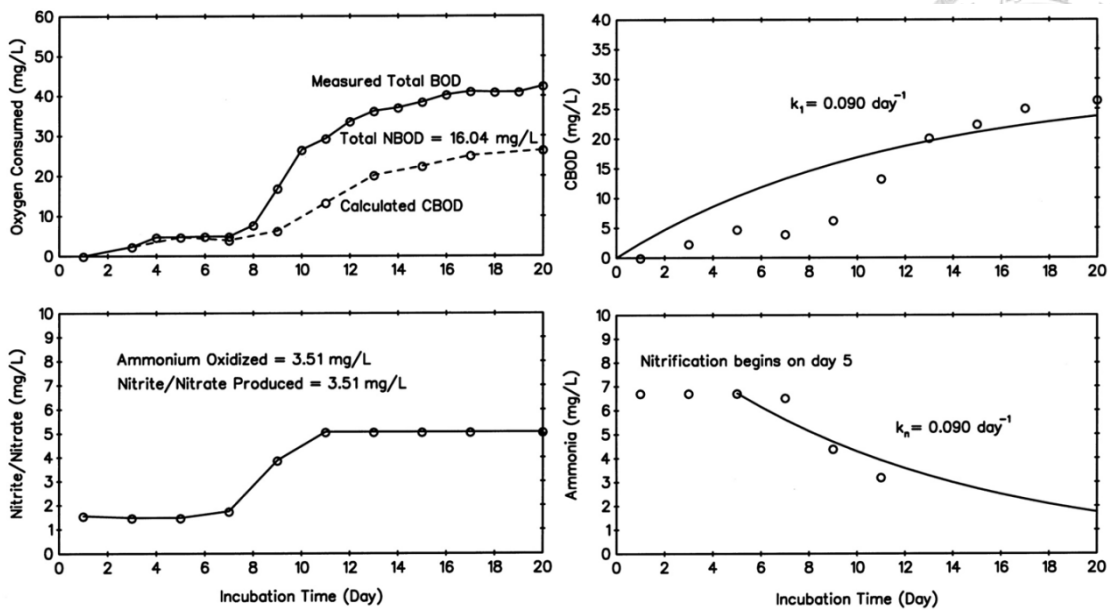 60
50
40
30
20
10
0
Oxygen Consumed (mg/L)
Measured Total BOD
Total NBOD = 16.04 mg/L
Calculated CBOD
0 2 4 6 8 10 12 14 16 18 20
40
35
30
25
20
15
10
5
0
CBOD (mg/L)
k₁= 0.090 day⁻¹
0 2 4 6 8 10 12 14 16 18 20
10
9
8
7
6
5
4
3
2
1
0
Nitrite/Nitrate (mg/L)
Ammonium Oxidized = 3.51 mg/L
Nitrite/Nitrate Produced = 3.51 mg/L
0 2 4 6 8 10 12 14 16 18 20
Incubation Time (Day)
10
9
8
7
6
5
4
3
2
1
0
Ammonia (mg/L)
Nitrification begins on day 5
kₙ= 0.090 day⁻¹
0 2 4 6 8 10 12 14 16 18 20
Incubation Time (Day)